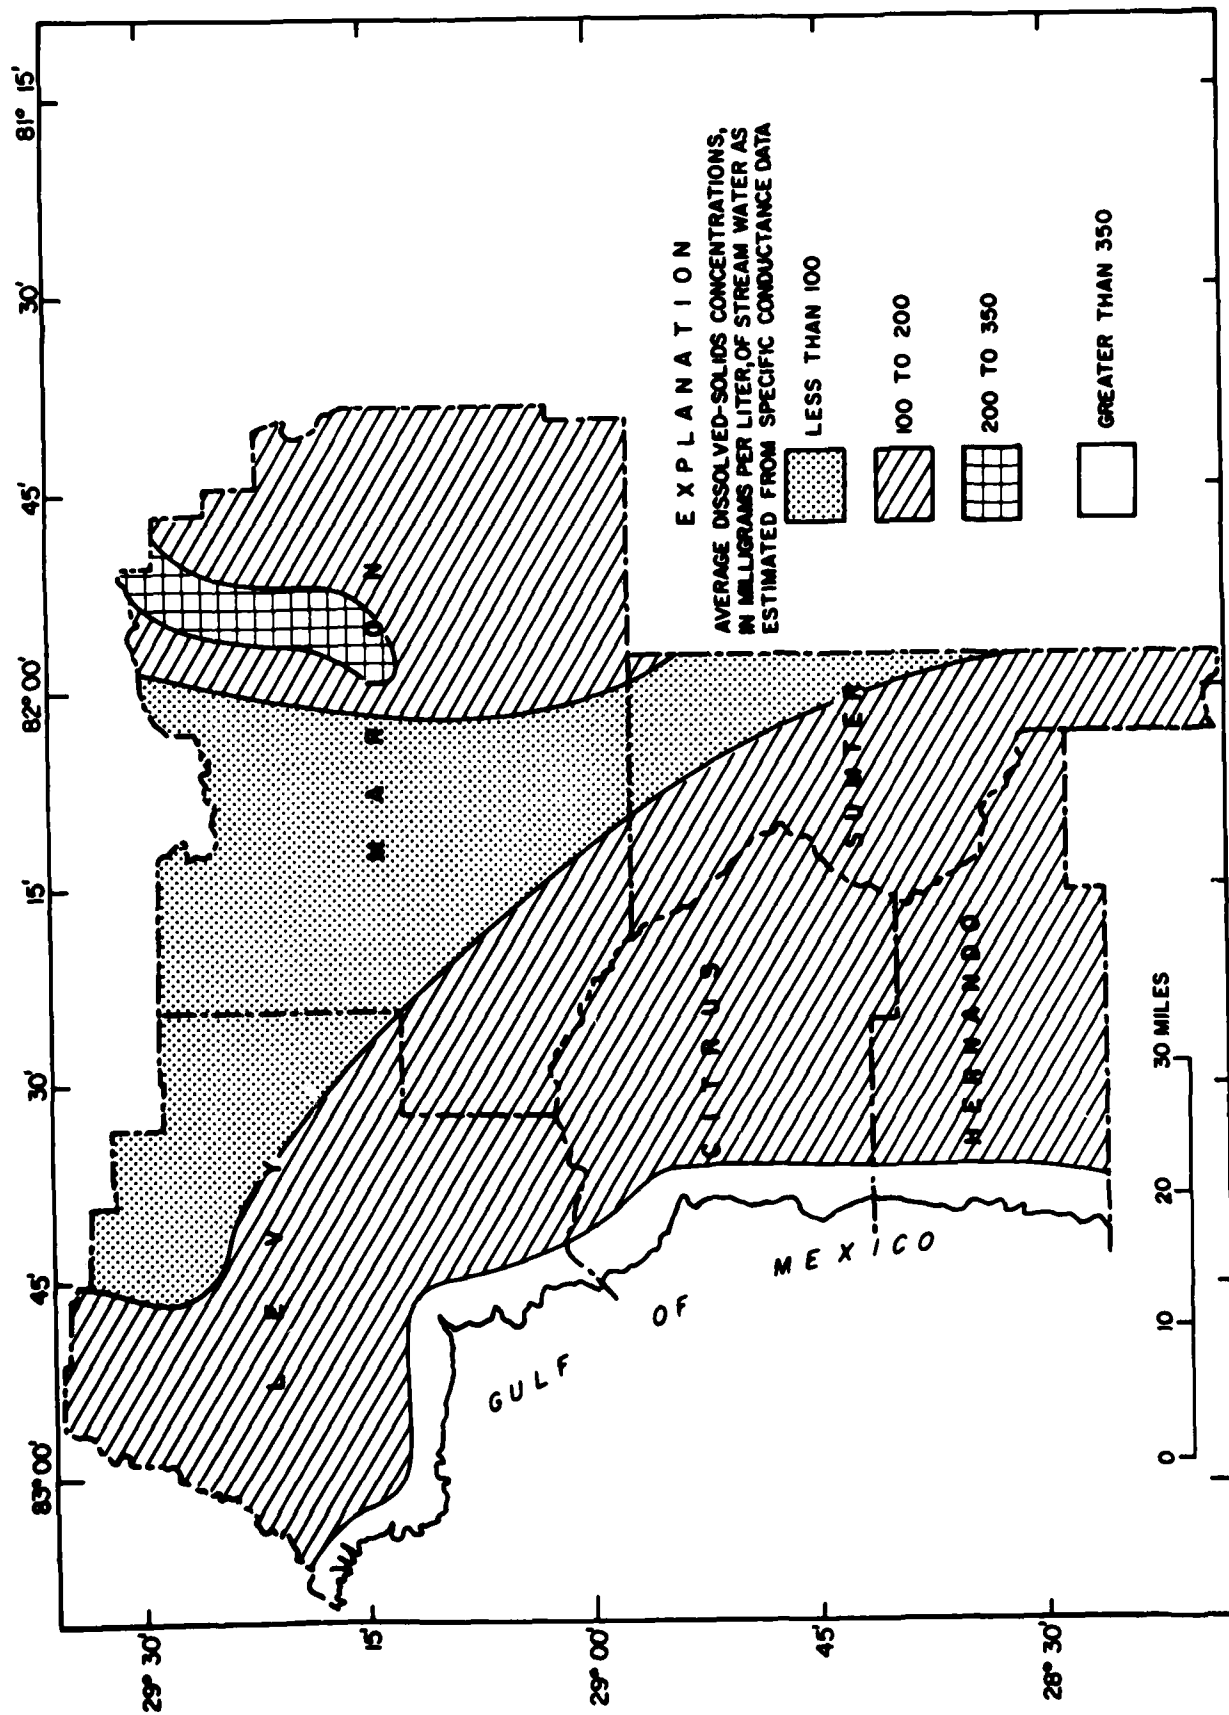 83° 00'
45'
30'
15'
82° 00'
45'
30'
81° 15'
29° 30'
15'
29° 00'
45'
28° 30'
LEVY
MARION
CITRUS
SUMTER
HERNANDO
GULF OF MEXICO
EXPLANATION
AVERAGE DISSOLVED-SOLIDS CONCENTRATIONS,
IN MILLIGRAMS PER LITER, OF STREAM WATER AS
ESTIMATED FROM SPECIFIC CONDUCTANCE DATA
LESS THAN 100
100 TO 200
200 TO 350
GREATER THAN 350
0 10 20 30 MILES